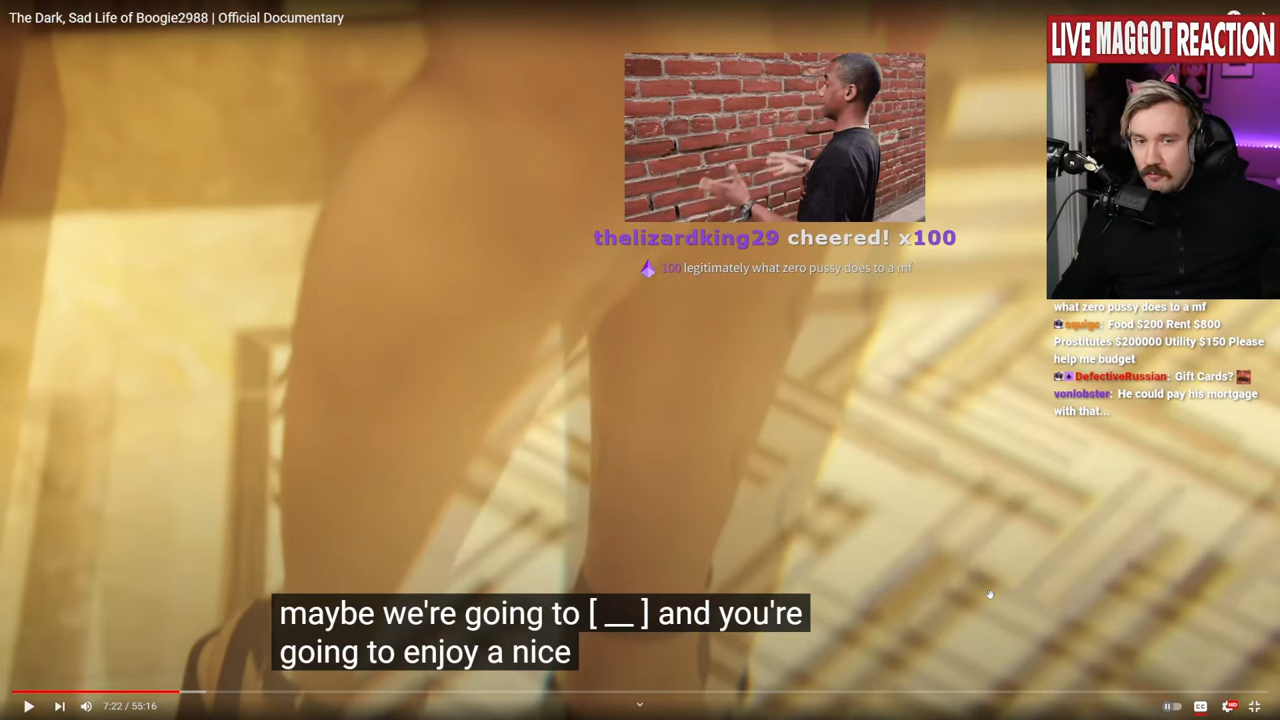 The Dark, Sad Life of Boogie2988 | Official Documentary
LIVE MAGGOT REACTION
thelizardking29 cheered! x100
100 legitimately what zero pussy does to a mf
what zero pussy does to a mf
squigs: Food $200 Rent $800
Prostitutes $200000 Utility $150 Please
help me budget
DefectiveRussian: Gift Cards?
vonlobster: He could pay his mortgage
with that...
maybe we're going to [ __ ] and you're
going to enjoy a nice
7:22 / 55:16
CC
HD